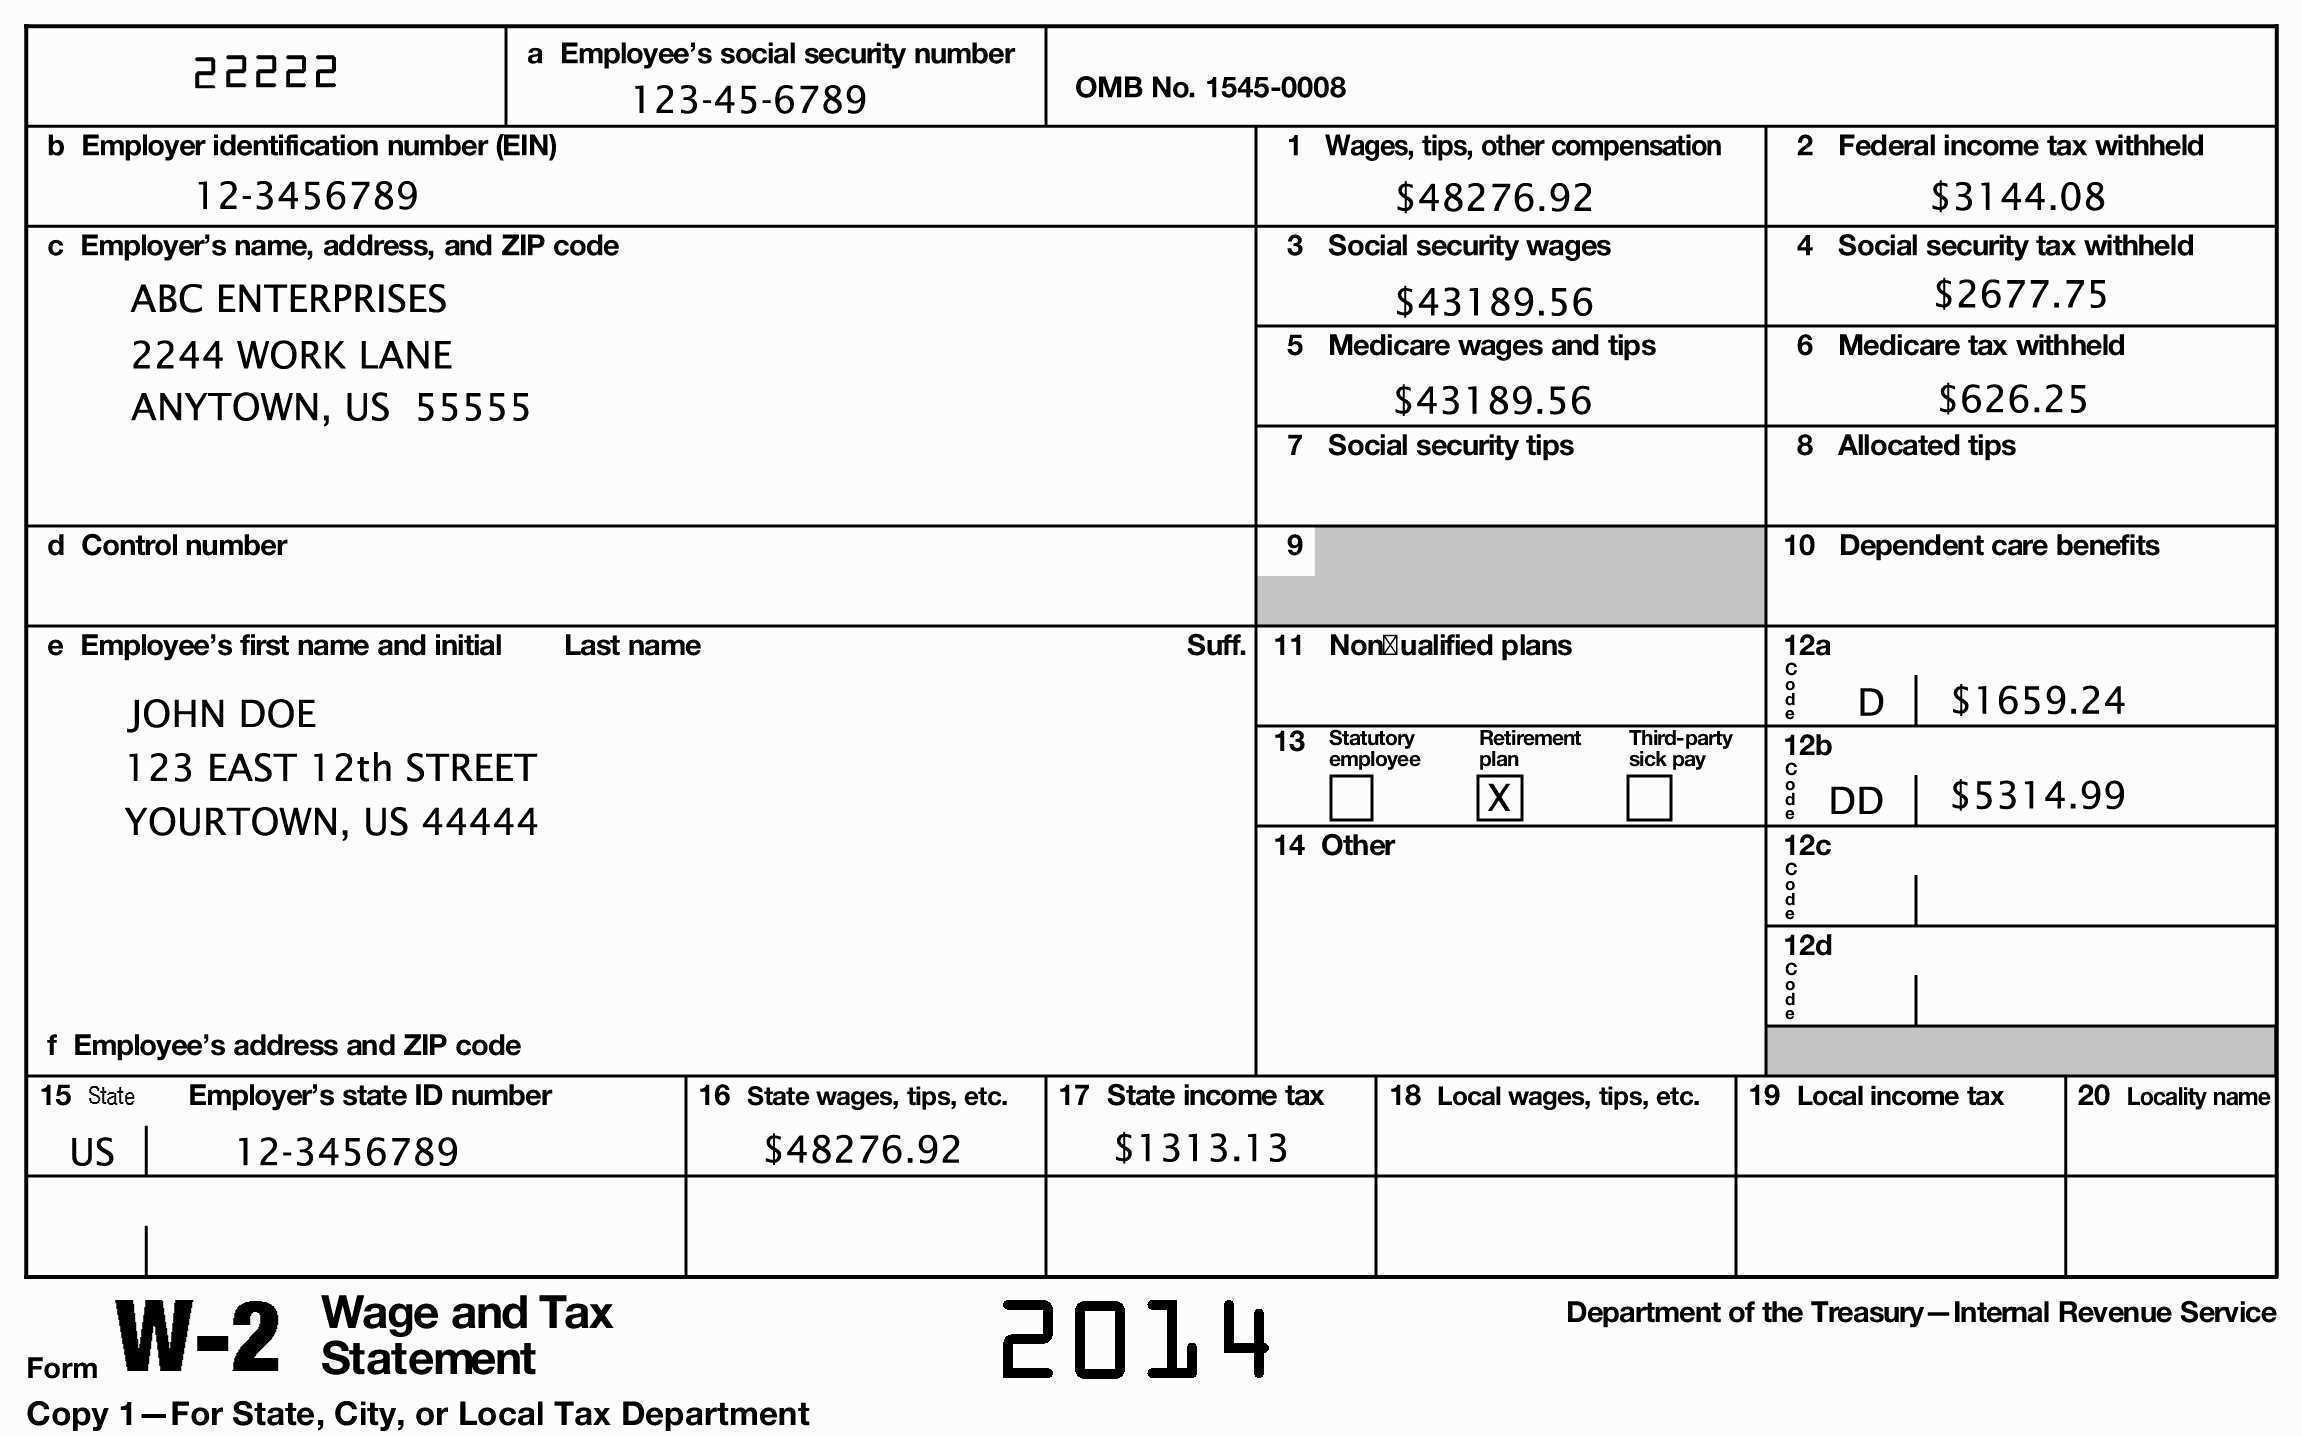 22222
a Employee's social security number
123-45-6789
OMB No. 1545-0008
b Employer identification number (EIN)
12-3456789
1 Wages, tips, other compensation
$48276.92
2 Federal income tax withheld
$3144.08
c Employer's name, address, and ZIP code
ABC ENTERPRISES
2244 WORK LANE
ANYTOWN, US 55555
3 Social security wages
$43189.56
4 Social security tax withheld
$2677.75
5 Medicare wages and tips
$43189.56
6 Medicare tax withheld
$626.25
7 Social security tips
8 Allocated tips
d Control number
9
10 Dependent care benefits
e Employee's first name and initial Last name Suff.
JOHN DOE
123 EAST 12th STREET
YOURTOWN, US 44444
f Employee's address and ZIP code
11 Non☒ualified plans
12a
Code D $1659.24
13 Statutory employee Retirement plan Third-party sick pay
X
12b
Code DD $5314.99
14 Other
12c
Code
12d
Code
15 State Employer's state ID number
US 12-3456789
16 State wages, tips, etc.
$48276.92
17 State income tax
$1313.13
18 Local wages, tips, etc.
19 Local income tax
20 Locality name
Form W-2 Wage and Tax
Statement
2014
Department of the Treasury—Internal Revenue Service
Copy 1—For State, City, or Local Tax Department